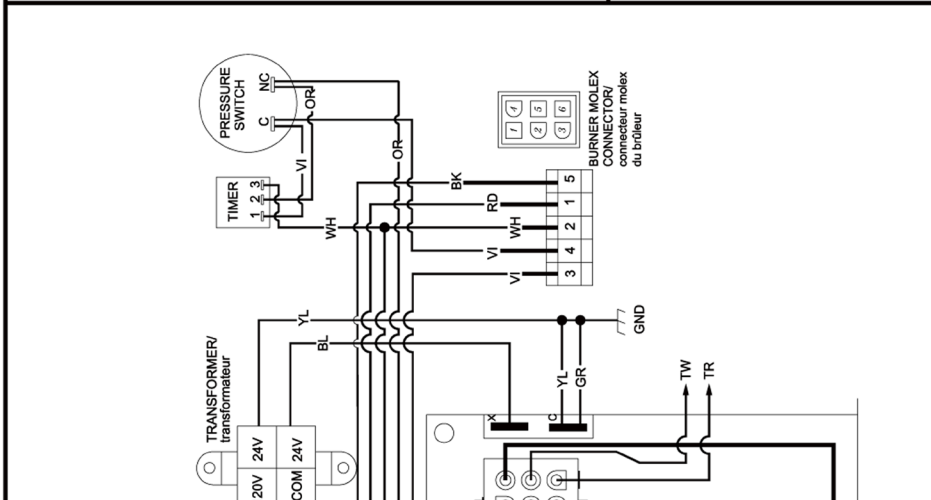 PRESSURE
SWITCH
NC
C
OR
VI
OR
TIMER
1 2 3
WH
1 4
2 5
3 6
BURNER MOLEX
CONNECTOR/
connecteur molex
du brûleur
BK
RD
WH
VI
VI
5
1
2
4
3
YL
BL
GND
TRANSFORMER/
transformateur
24V
24V
20V
COM
YL
GR
X
C
TW
TR